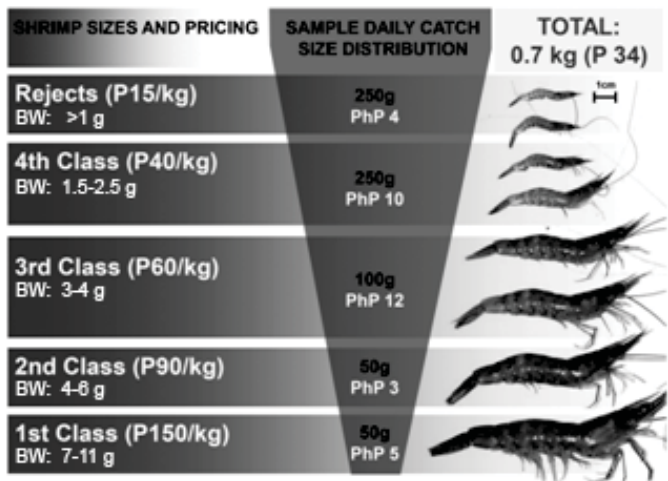 SHRIMP SIZES AND PRICING
SAMPLE DAILY CATCH
SIZE DISTRIBUTION
TOTAL:
0.7 kg (P 34)
Rejects (P15/kg)
BW: >1 g
250g
PhP 4
1cm
4th Class (P40/kg)
BW: 1.5-2.5 g
250g
PhP 10
3rd Class (P60/kg)
BW: 3-4 g
100g
PhP 12
2nd Class (P90/kg)
BW: 4-6 g
50g
PhP 3
1st Class (P150/kg)
BW: 7-11 g
50g
PhP 5